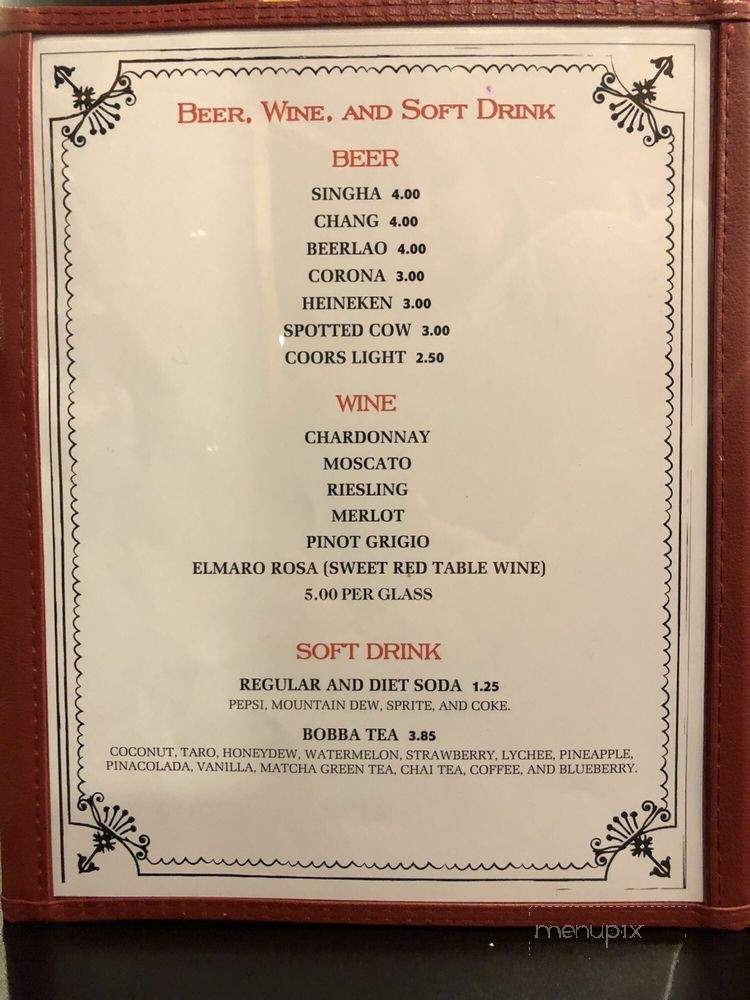 BEER, WINE, AND SOFT DRINK
BEER
SINGHA 4.00
CHANG 4.00
BEERLAO 4.00
CORONA 3.00
HEINEKEN 3.00
SPOTTED COW 3.00
COORS LIGHT 2.50
WINE
CHARDONNAY
MOSCATO
RIESLING
MERLOT
PINOT GRIGIO
ELMARO ROSA (SWEET RED TABLE WINE)
5.00 PER GLASS
SOFT DRINK
REGULAR AND DIET SODA 1.25
PEPSI, MOUNTAIN DEW, SPRITE, AND COKE.
BOBBA TEA 3.85
COCONUT, TARO, HONEYDEW, WATERMELON, STRAWBERRY, LYCHEE, PINEAPPLE,
PINACOLADA, VANILLA, MATCHA GREEN TEA, CHAI TEA, COFFEE, AND BLUEBERRY.
menupix